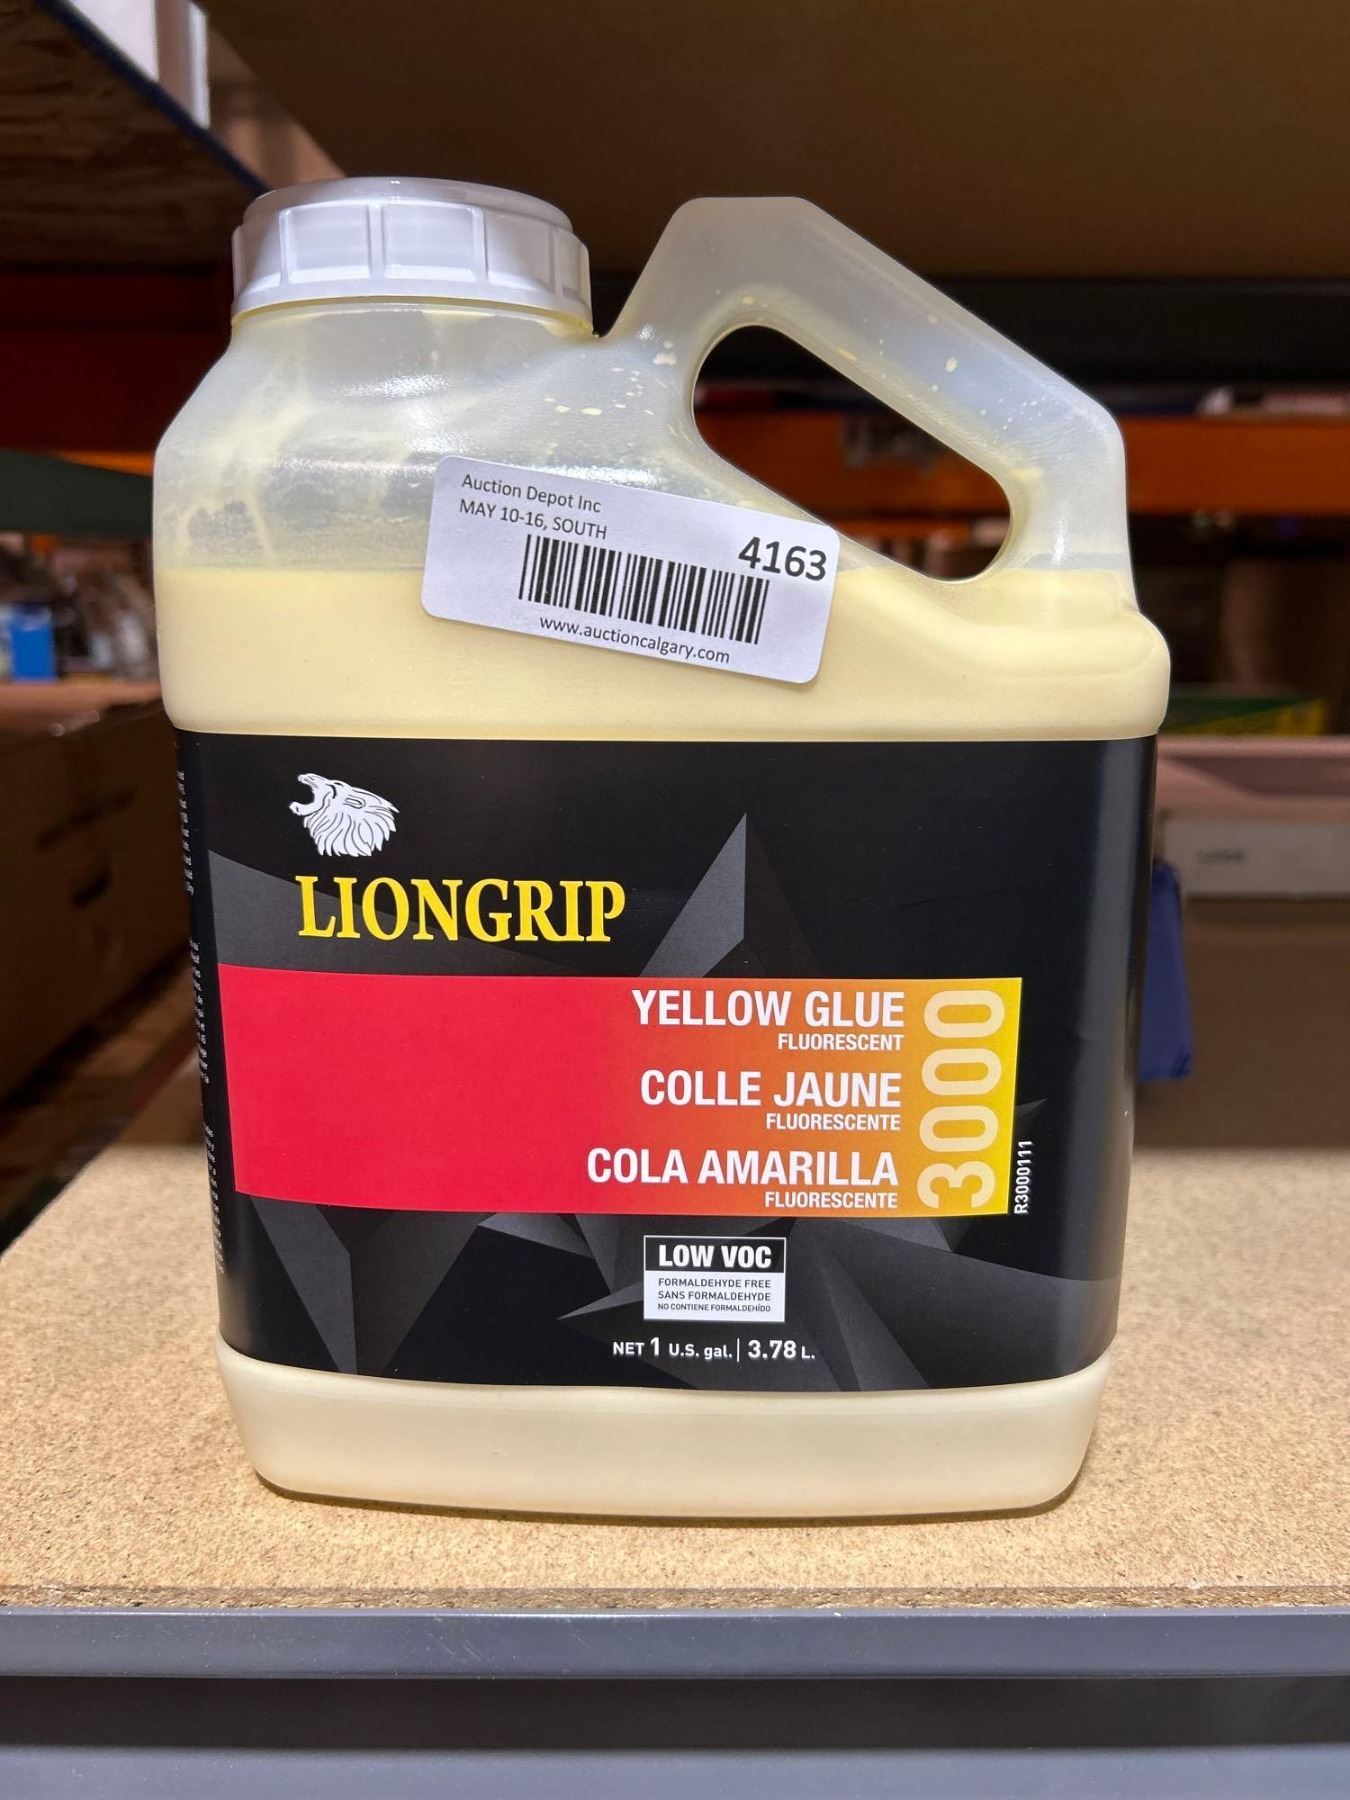 Auction Depot Inc
MAY 10-16, SOUTH
4163
www.auctioncalgary.com
LIONGRIP
YELLOW GLUE
FLUORESCENT
COLLE JAUNE
FLUORESCENTE
COLA AMARILLA
FLUORESCENTE
3000
R3000111
LOW VOC
FORMALDEHYDE FREE
SANS FORMALDEHYDE
NO CONTIENE FORMALDEHÍDO
NET 1 U.S. gal. | 3.78 L.